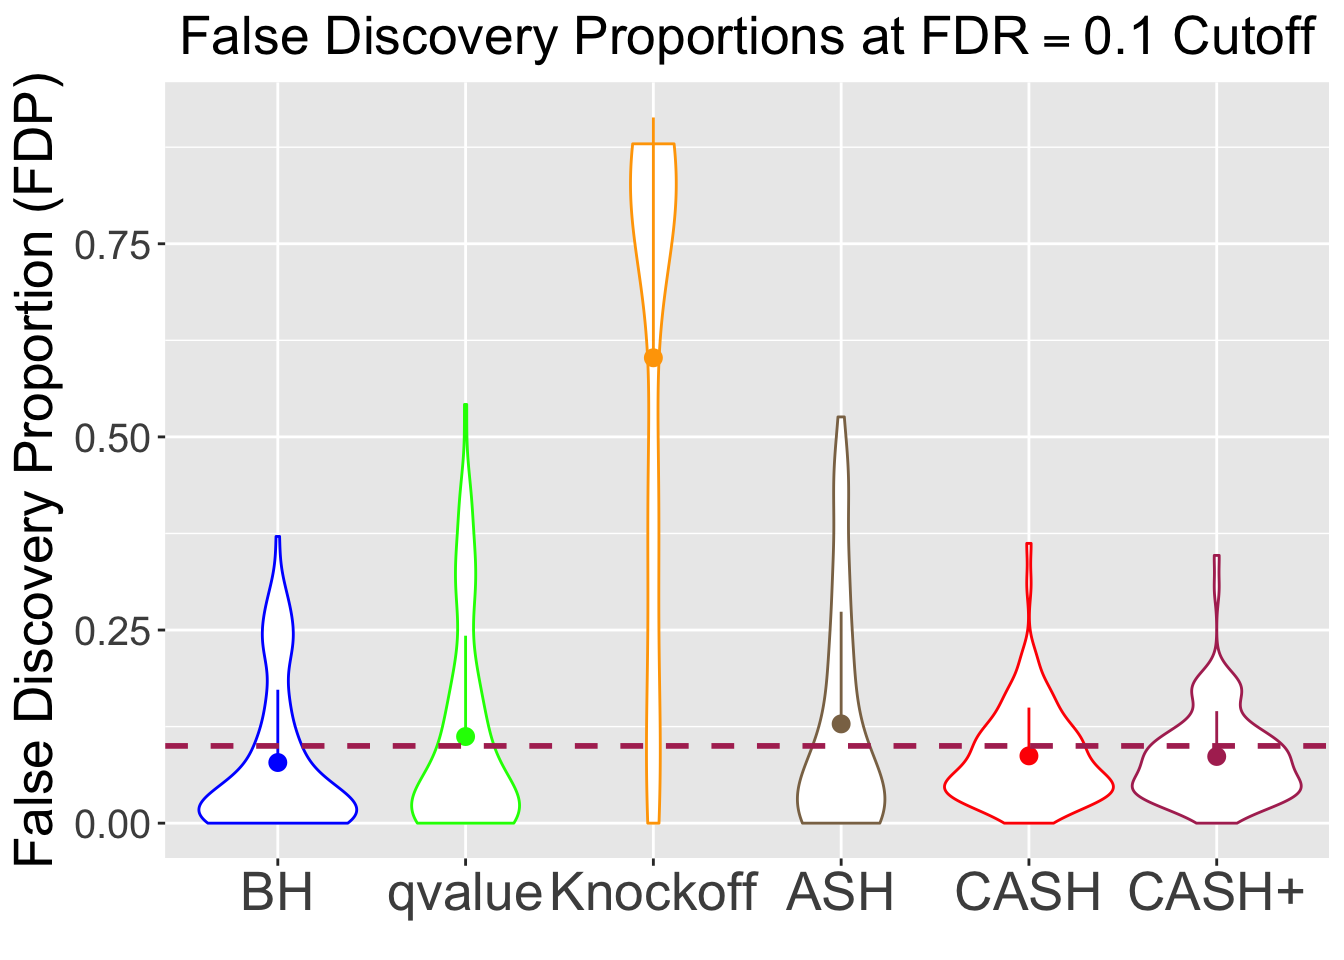 False Discovery Proportions at FDR = 0.1 Cutoff
False Discovery Proportion (FDP)
0.75
0.50
0.25
0.00
BH qvalue Knockoff ASH CASH CASH+